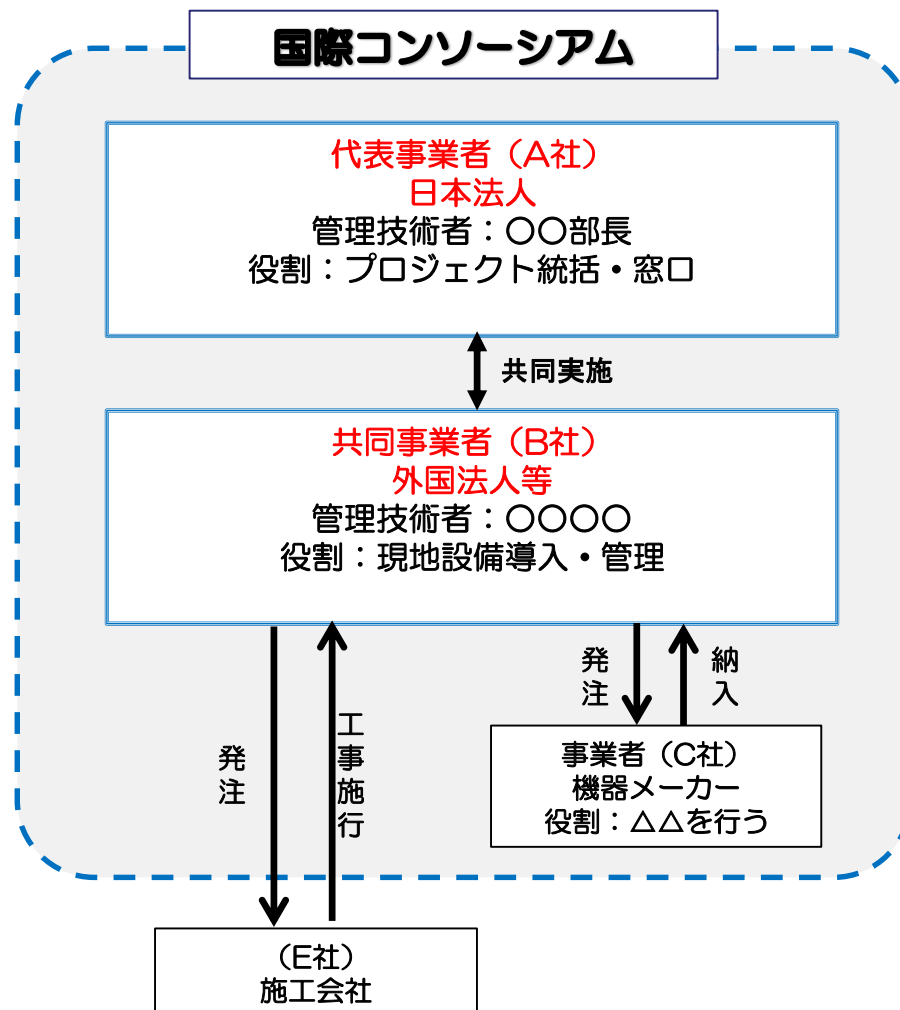 国際コンソーシアム
代表事業者（A社）
日本法人
管理技術者：〇〇部長
役割：プロジェクト統括・窓口
共同実施
共同事業者（B社）
外国法人等
管理技術者：〇〇〇〇
役割：現地設備導入・管理
発注
工事施行
発注
納入
事業者（C社）
機器メーカー
役割：△△を行う
（E社）
施工会社